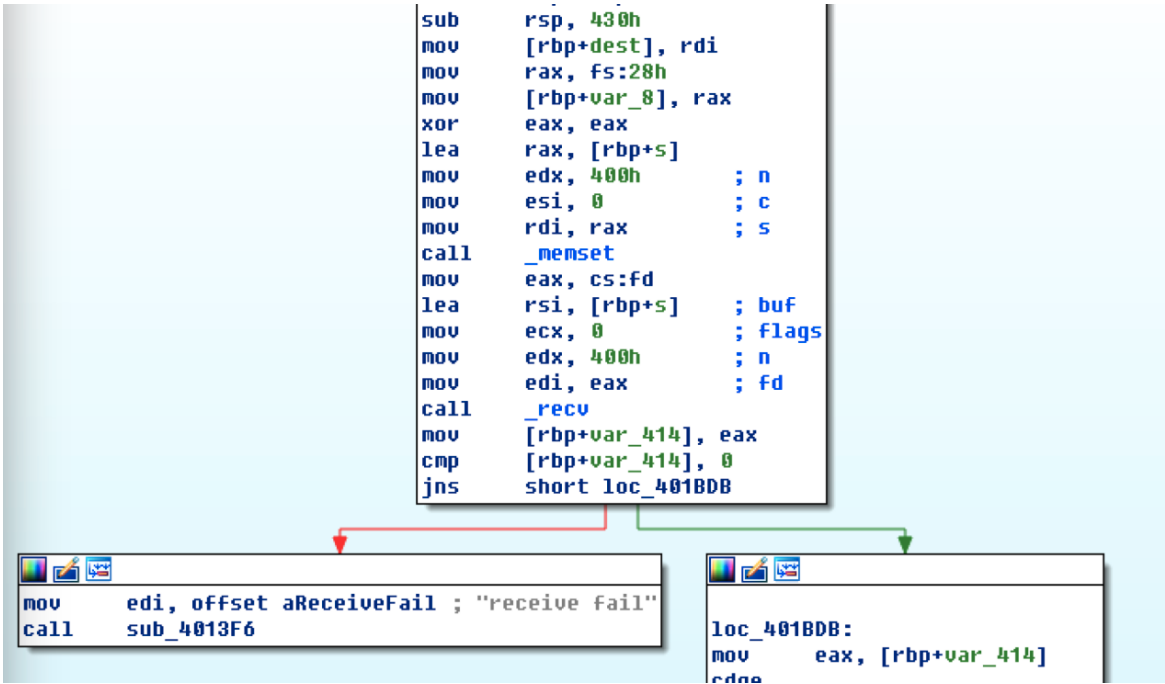 sub rsp, 430h
mov [rbp+dest], rdi
mov rax, fs:28h
mov [rbp+var_8], rax
xor eax, eax
lea rax, [rbp+s]
mov edx, 400h ; n
mov esi, 0 ; c
mov rdi, rax ; s
call _memset
mov eax, cs:fd
lea rsi, [rbp+s] ; buf
mov ecx, 0 ; flags
mov edx, 400h ; n
mov edi, eax ; fd
call _recv
mov [rbp+var_414], eax
cmp [rbp+var_414], 0
jns short loc_401BDB
mov edi, offset aReceiveFail ; "receive fail"
call sub_4013F6
loc_401BDB:
mov eax, [rbp+var_414]
cdqe